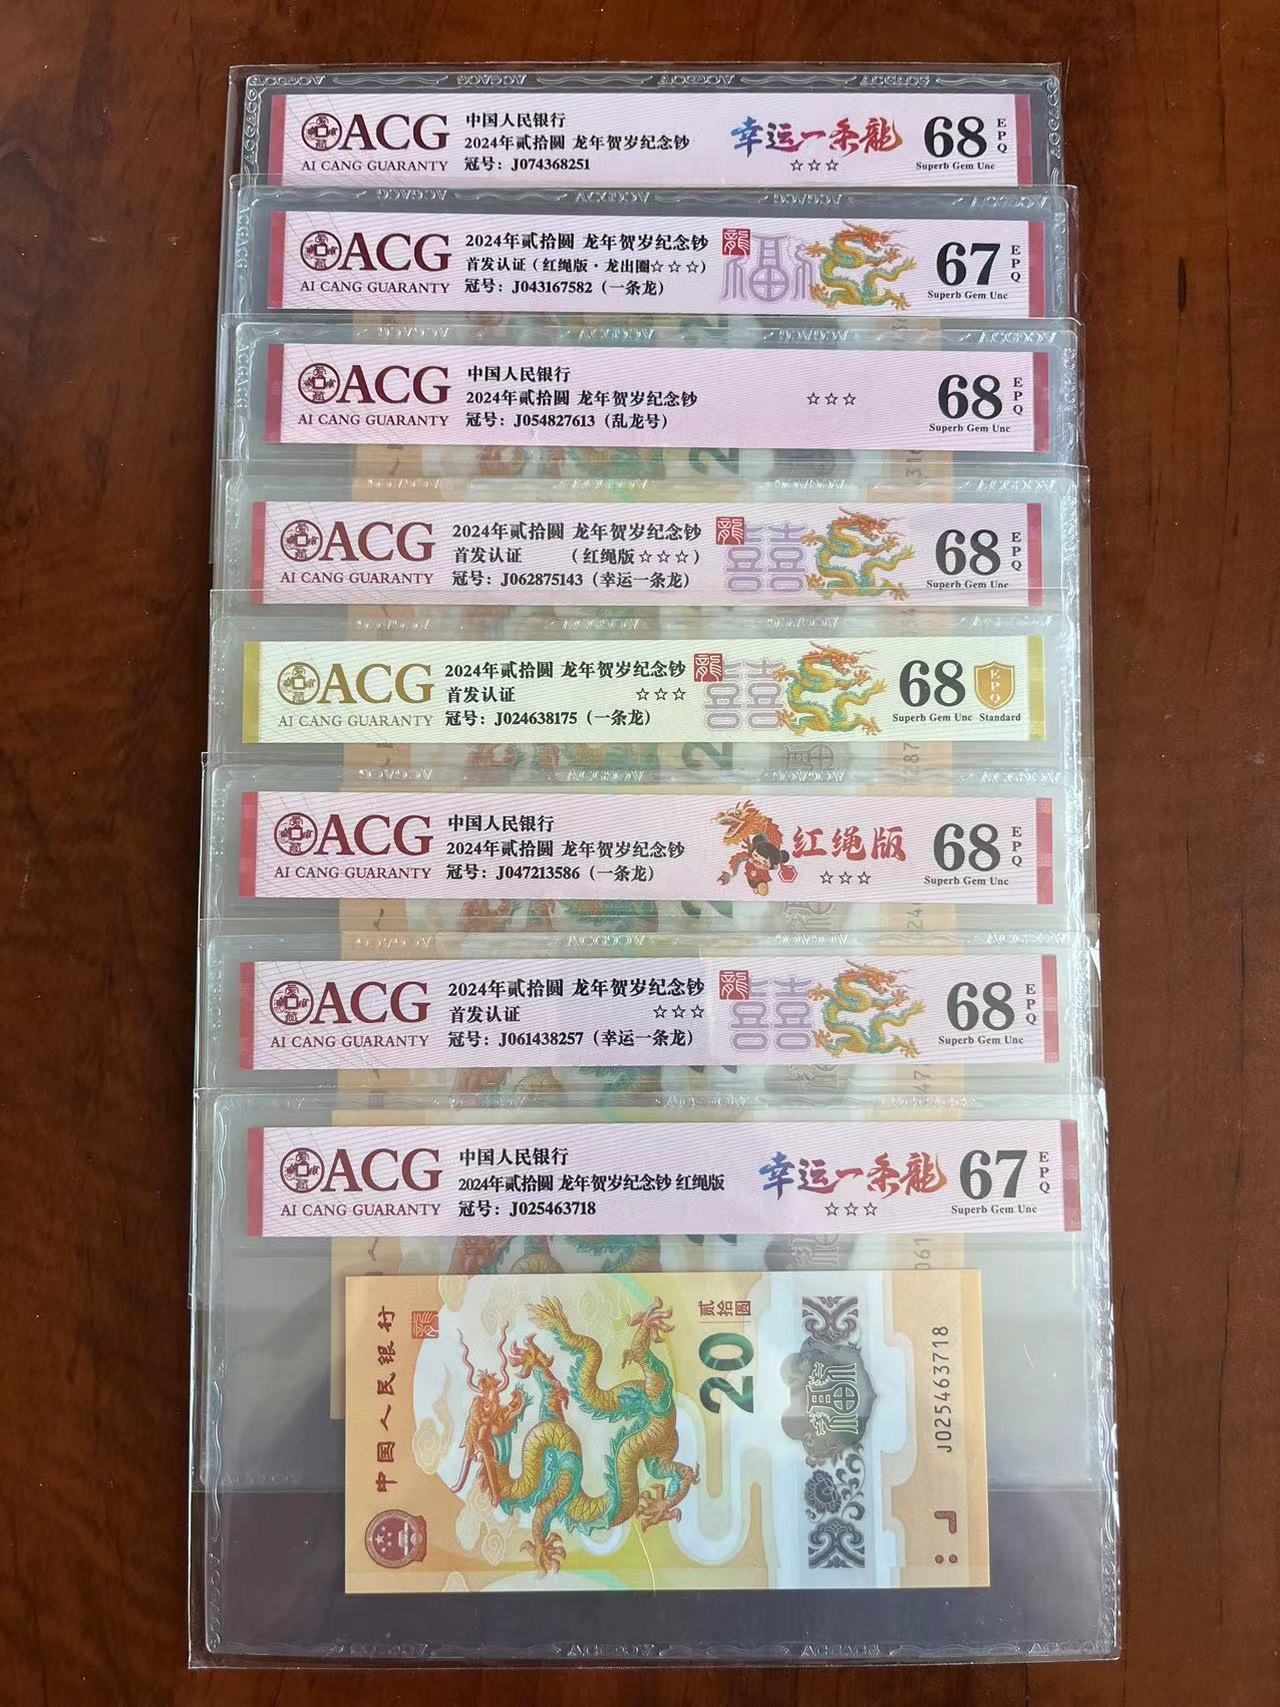 ACG
AI CANG GUARANTY
中国人民银行
2024年贰拾圆 龙年贺岁纪念钞
冠号：J074368251
幸运一条龍
☆☆☆
68 EPQ
Superb Gem Unc
ACG
AI CANG GUARANTY
2024年贰拾圆 龙年贺岁纪念钞
首发认证（红绳版·龙出圈☆☆☆）
冠号：J043167582（一条龙）
龍
福
67 EPQ
Superb Gem Unc
ACG
AI CANG GUARANTY
中国人民银行
2024年贰拾圆 龙年贺岁纪念钞
冠号：J054827613（乱龙号）
☆☆☆
68 EPQ
Superb Gem Unc
ACG
AI CANG GUARANTY
2024年贰拾圆 龙年贺岁纪念钞
首发认证 （红绳版☆☆☆）
冠号：J062875143（幸运一条龙）
龍
囍
68 EPQ
Superb Gem Unc
ACG
AI CANG GUARANTY
2024年贰拾圆 龙年贺岁纪念钞
首发认证 ☆☆☆
冠号：J024638175（一条龙）
龍
囍
68 EPQ
Superb Gem Unc Standard
ACG
AI CANG GUARANTY
中国人民银行
2024年贰拾圆 龙年贺岁纪念钞
冠号：J047213586（一条龙）
红绳版
☆☆☆
68 EPQ
Superb Gem Unc
ACG
AI CANG GUARANTY
2024年贰拾圆 龙年贺岁纪念钞
首发认证 ☆☆☆
冠号：J061438257（幸运一条龙）
龍
囍
68 EPQ
Superb Gem Unc
ACG
AI CANG GUARANTY
中国人民银行
2024年贰拾圆 龙年贺岁纪念钞 红绳版
冠号：J025463718
幸运一条龍
☆☆☆
67 EPQ
Superb Gem Unc
中国人民银行
贰拾圆
20
福
J025463718